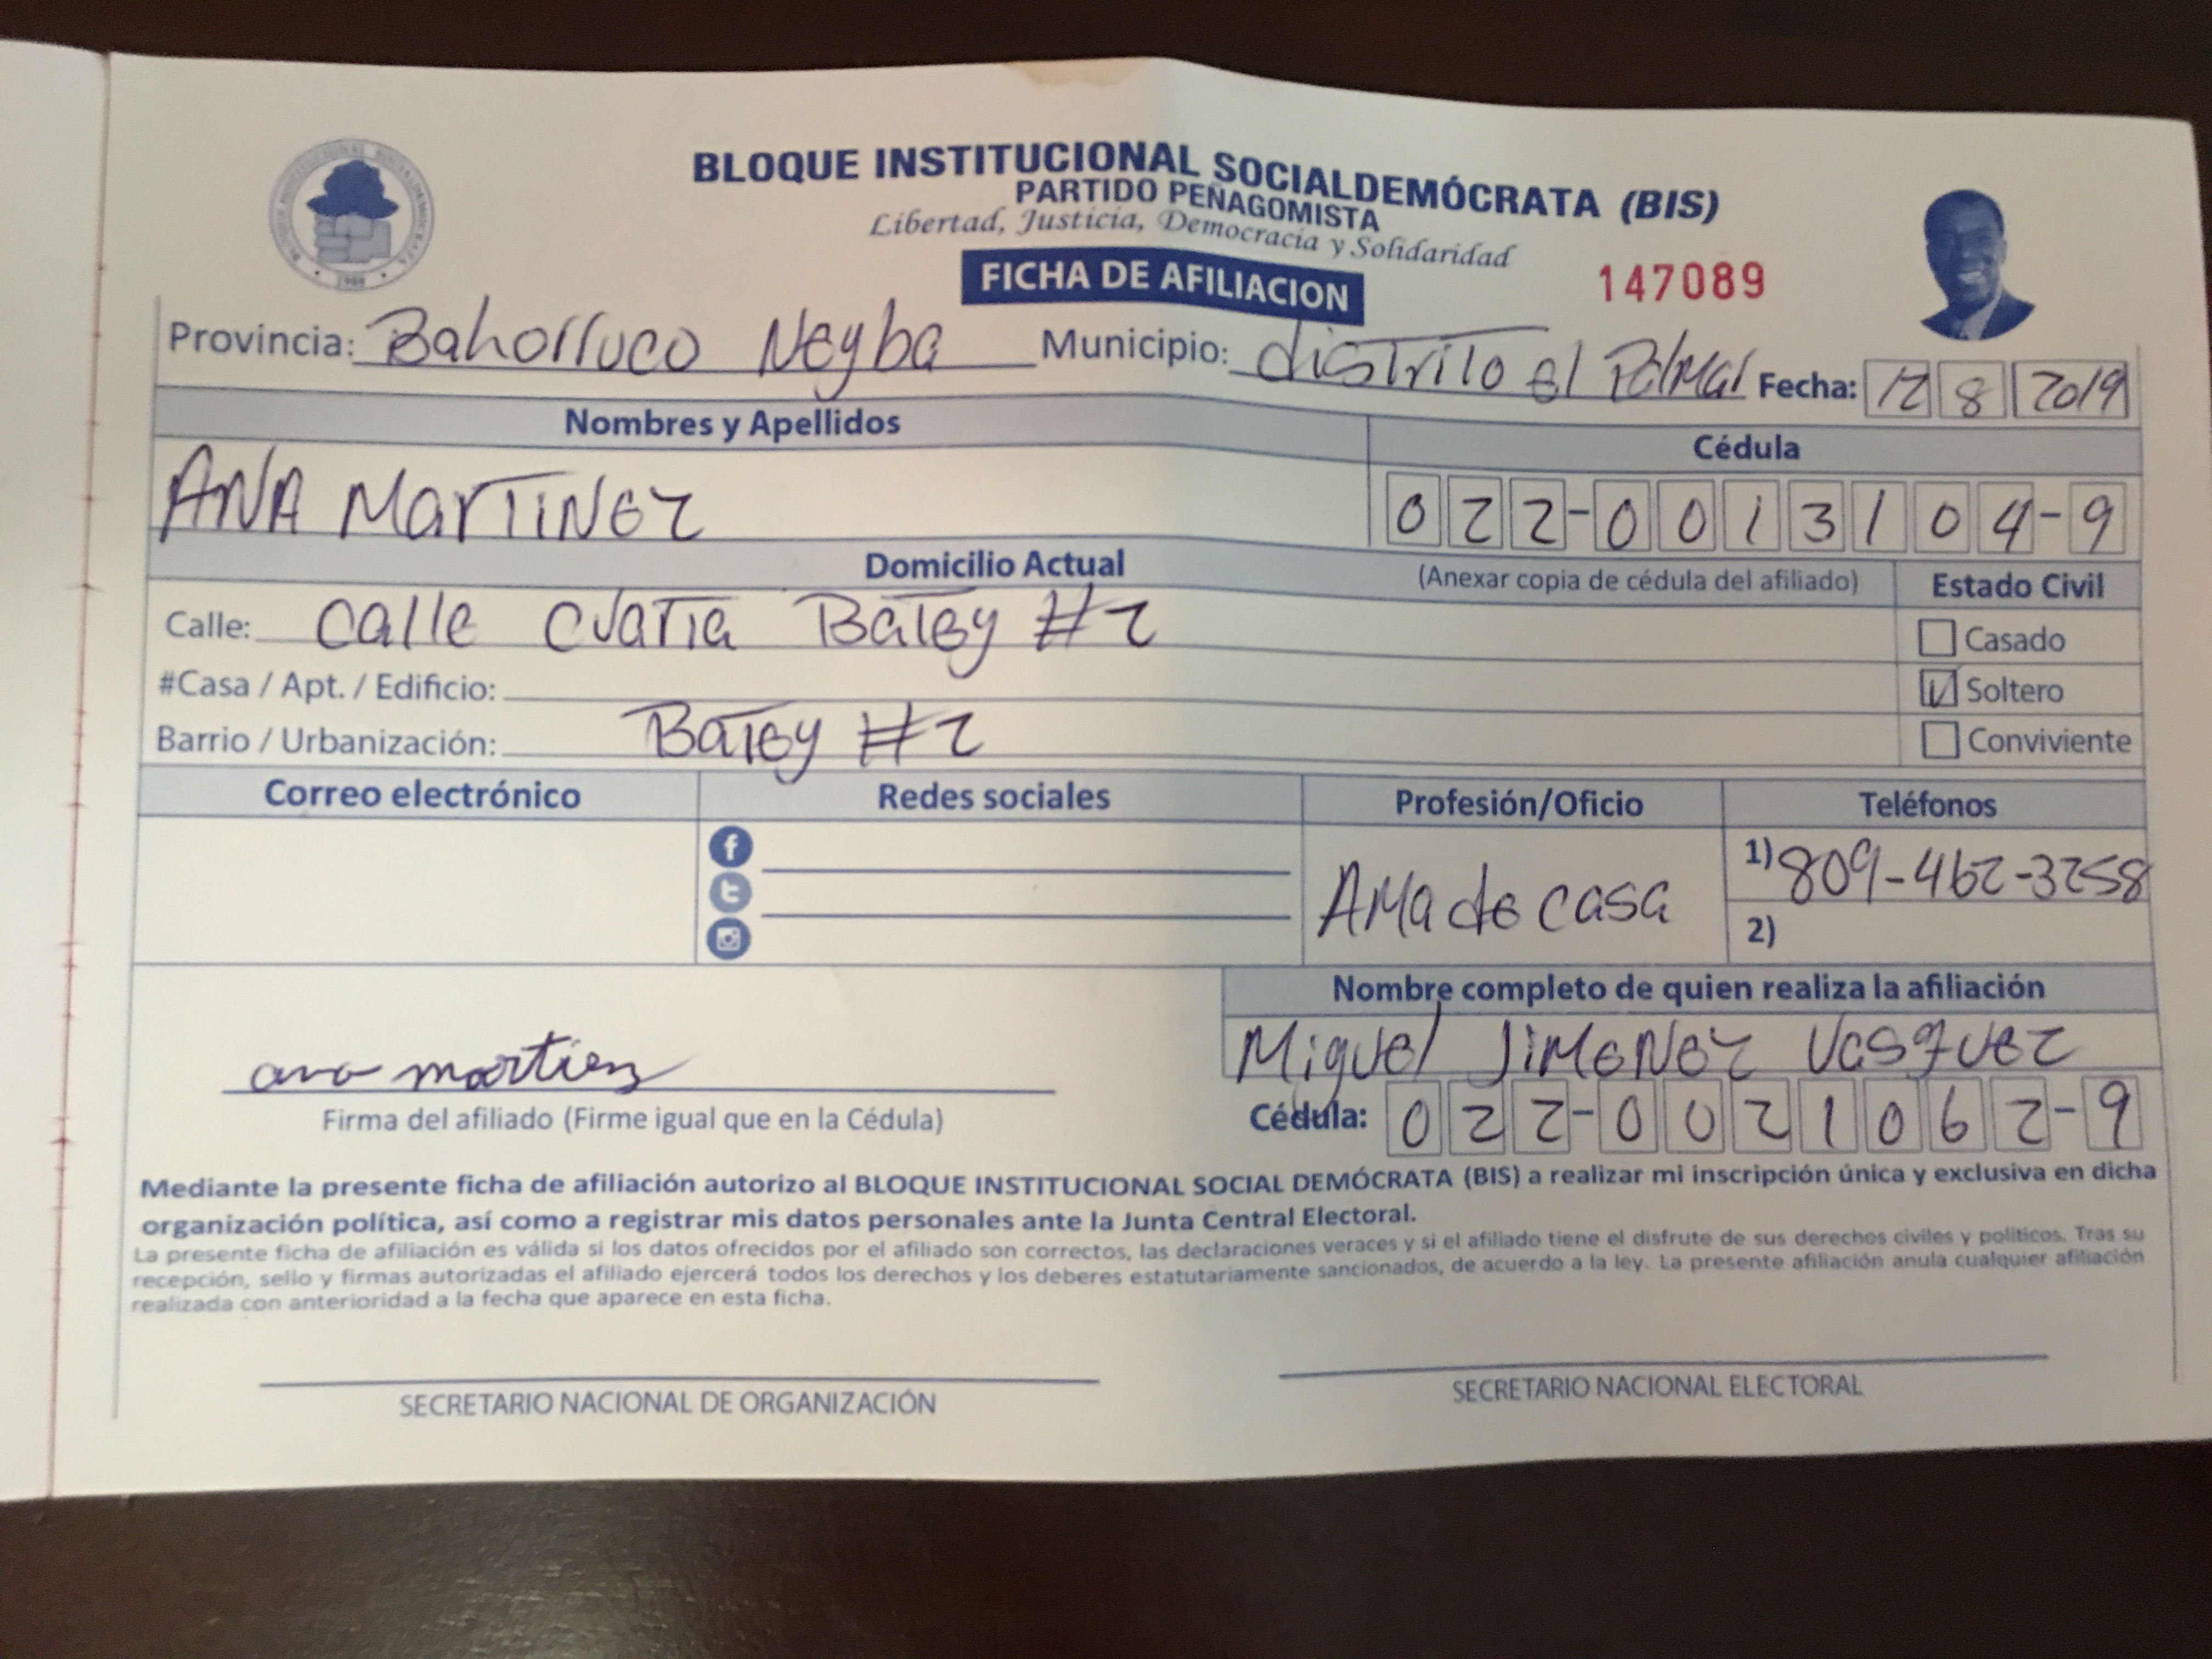 BLOQUE INSTITUCIONAL SOCIALDEMÓCRATA (BIS)
PARTIDO PEÑAGOMISTA
Libertad, Justicia, Democracia y Solidaridad
FICHA DE AFILIACION
147089
Provincia: Bahorruco Neyba Municipio: distrito el Palmar Fecha: 12 8 2019
Nombres y Apellidos Cédula
ANA MarTiNez 022-0013104-9
Domicilio Actual (Anexar copia de cédula del afiliado) Estado Civil
Calle: calle cuarta Batey #2 Casado
#Casa / Apt. / Edificio: Soltero
Barrio / Urbanización: Batey #2 Conviviente
Correo electrónico Redes sociales Profesión/Oficio Teléfonos
AMa de casa 1) 809-462-3258
2)
Nombre completo de quien realiza la afiliación
Miguel JiMeNez Vasquez
ana martiez
Firma del afiliado (Firme igual que en la Cédula) Cédula: 022-0021062-9
Mediante la presente ficha de afiliación autorizo al BLOQUE INSTITUCIONAL SOCIAL DEMÓCRATA (BIS) a realizar mi inscripción única y exclusiva en dicha
organización política, así como a registrar mis datos personales ante la Junta Central Electoral.
La presente ficha de afiliación es válida si los datos ofrecidos por el afiliado son correctos, las declaraciones veraces y si el afiliado tiene el disfrute de sus derechos civiles y políticos. Tras su
recepción, sello y firmas autorizadas el afiliado ejercerá todos los derechos y los deberes estatutariamente sancionados, de acuerdo a la ley. La presente afiliación anula cualquier afiliación
realizada con anterioridad a la fecha que aparece en esta ficha.
SECRETARIO NACIONAL DE ORGANIZACIÓN SECRETARIO NACIONAL ELECTORAL